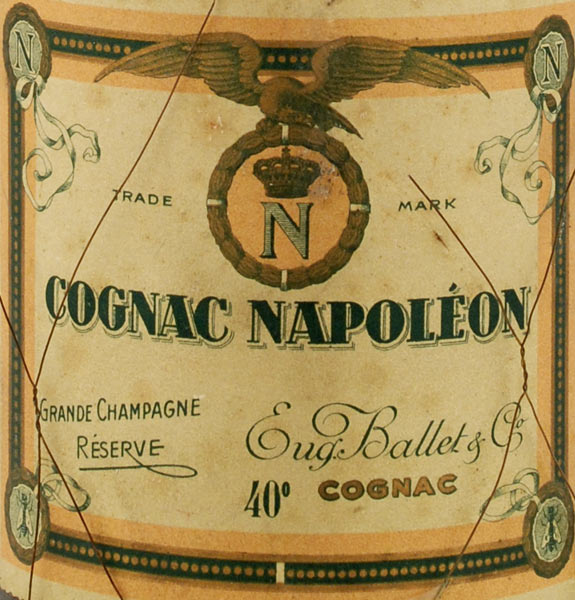 N N
TRADE MARK
N
COGNAC NAPOLÉON
GRANDE CHAMPAGNE
RÉSERVE
Eug. Ballet & Co
40° COGNAC